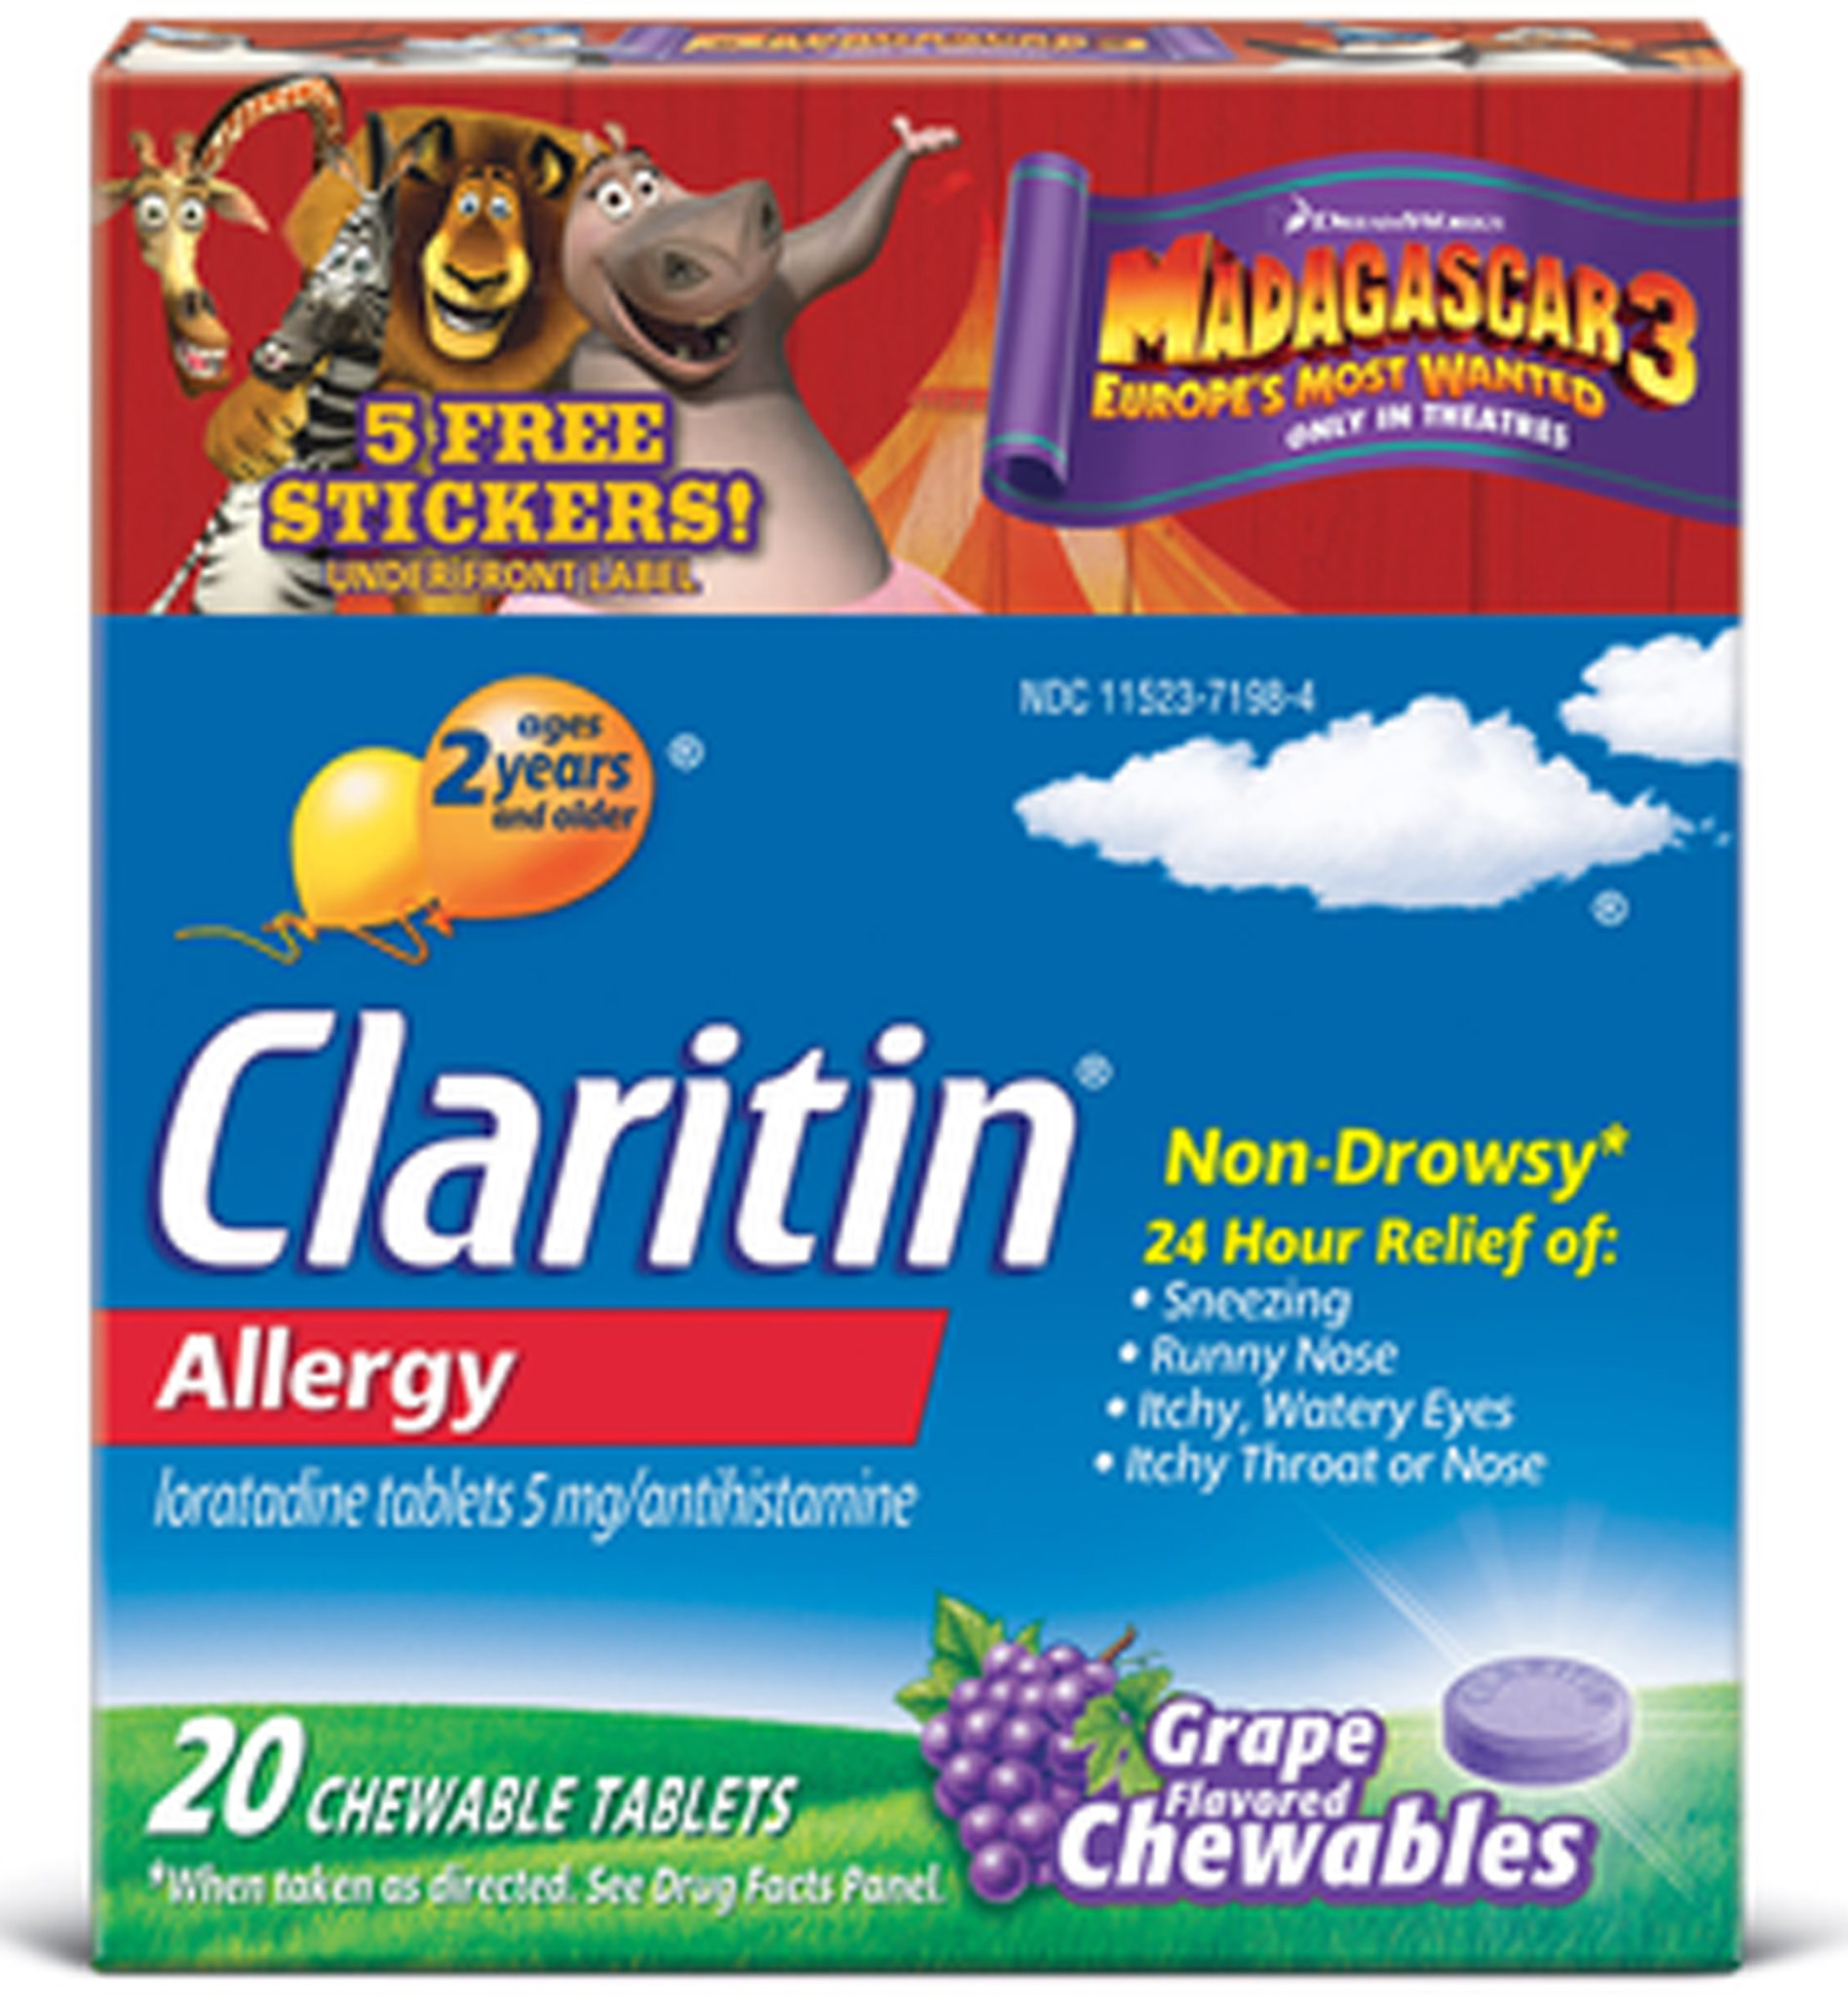 DREAMWORKS
MADAGASCAR 3
EUROPE'S MOST WANTED
ONLY IN THEATRES
5 FREE
STICKERS!
UNDER FRONT LABEL
NDC 11523-7198-4
ages
2 years
and older
®
®
Claritin®
Non-Drowsy*
24 Hour Relief of:
• Sneezing
• Runny Nose
• Itchy, Watery Eyes
• Itchy Throat or Nose
Allergy
loratadine tablets 5 mg/antihistamine
Grape
Flavored
Chewables
CLARITIN
20 CHEWABLE TABLETS
*When taken as directed. See Drug Facts Panel.